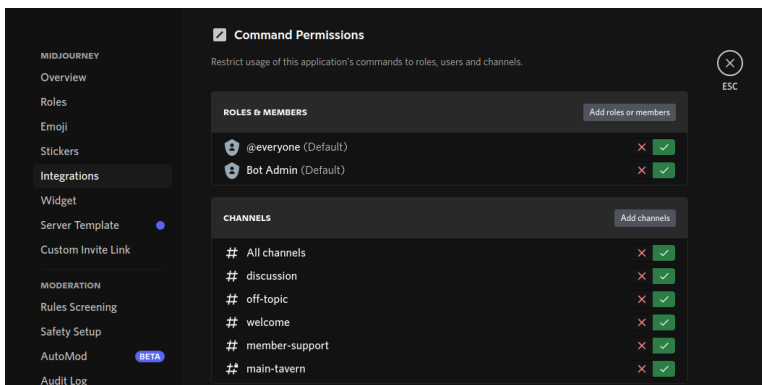 MIDJOURNEY
Overview
Roles
Emoji
Stickers
Integrations
Widget
Server Template
Custom Invite Link
MODERATION
Rules Screening
Safety Setup
AutoMod BETA
Audit Log
Command Permissions
Restrict usage of this application's commands to roles, users and channels.
ROLES & MEMBERS Add roles or members
@everyone (Default)
Bot Admin (Default)
CHANNELS Add channels
# All channels
# discussion
# off-topic
# welcome
# member-support
# main-tavern
ESC